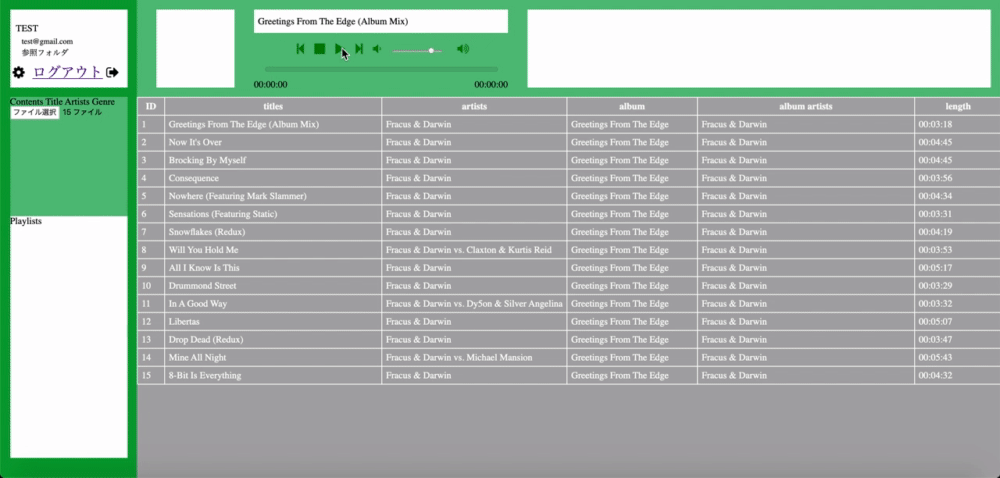 TEST
test@gmail.com
参照フォルダ
ログアウト
Greetings From The Edge (Album Mix)
00:00:00 00:00:00
Contents Title Artists Genre
ファイル選択 15 ファイル
Playlists
ID titles artists album album artists length
1 Greetings From The Edge (Album Mix) Fracus & Darwin Greetings From The Edge Fracus & Darwin 00:03:18
2 Now It's Over Fracus & Darwin Greetings From The Edge Fracus & Darwin 00:04:45
3 Brocking By Myself Fracus & Darwin Greetings From The Edge Fracus & Darwin 00:04:45
4 Consequence Fracus & Darwin Greetings From The Edge Fracus & Darwin 00:03:56
5 Nowhere (Featuring Mark Slammer) Fracus & Darwin Greetings From The Edge Fracus & Darwin 00:04:34
6 Sensations (Featuring Static) Fracus & Darwin Greetings From The Edge Fracus & Darwin 00:03:31
7 Snowflakes (Redux) Fracus & Darwin Greetings From The Edge Fracus & Darwin 00:04:19
8 Will You Hold Me Fracus & Darwin vs. Claxton & Kurtis Reid Greetings From The Edge Fracus & Darwin 00:03:53
9 All I Know Is This Fracus & Darwin Greetings From The Edge Fracus & Darwin 00:05:17
10 Drummond Street Fracus & Darwin Greetings From The Edge Fracus & Darwin 00:03:29
11 In A Good Way Fracus & Darwin vs. Dy5on & Silver Angelina Greetings From The Edge Fracus & Darwin 00:03:32
12 Libertas Fracus & Darwin Greetings From The Edge Fracus & Darwin 00:05:07
13 Drop Dead (Redux) Fracus & Darwin Greetings From The Edge Fracus & Darwin 00:03:47
14 Mine All Night Fracus & Darwin vs. Michael Mansion Greetings From The Edge Fracus & Darwin 00:05:43
15 8-Bit Is Everything Fracus & Darwin Greetings From The Edge Fracus & Darwin 00:04:32